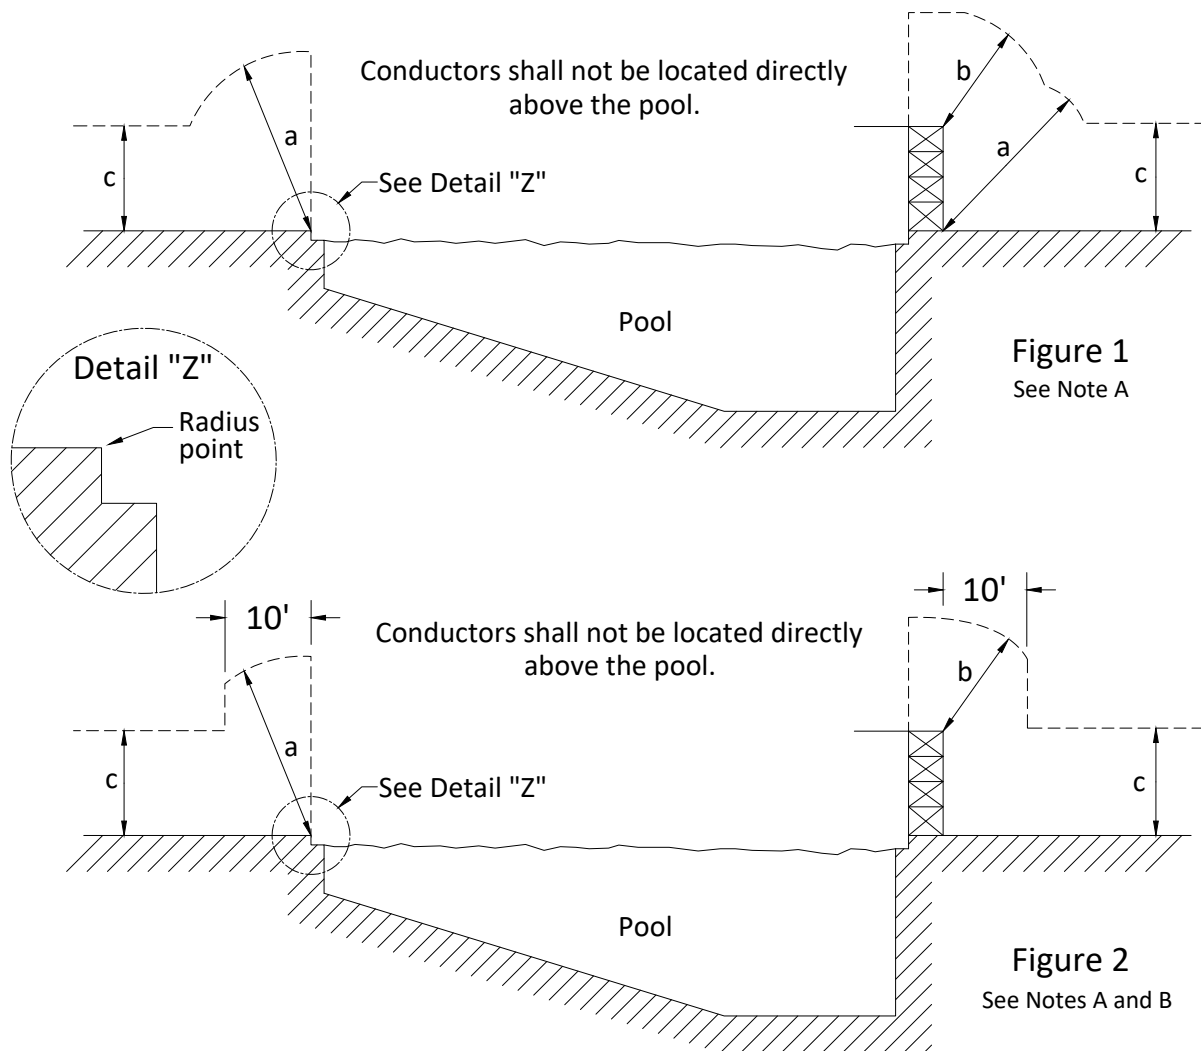 Conductors shall not be located directly
above the pool.
b
a
a
c
c
See Detail "Z"
Pool
Figure 1
See Note A
Detail "Z"
Radius
point
10'
10'
Conductors shall not be located directly
above the pool.
b
a
c
c
See Detail "Z"
Pool
Figure 2
See Notes A and B